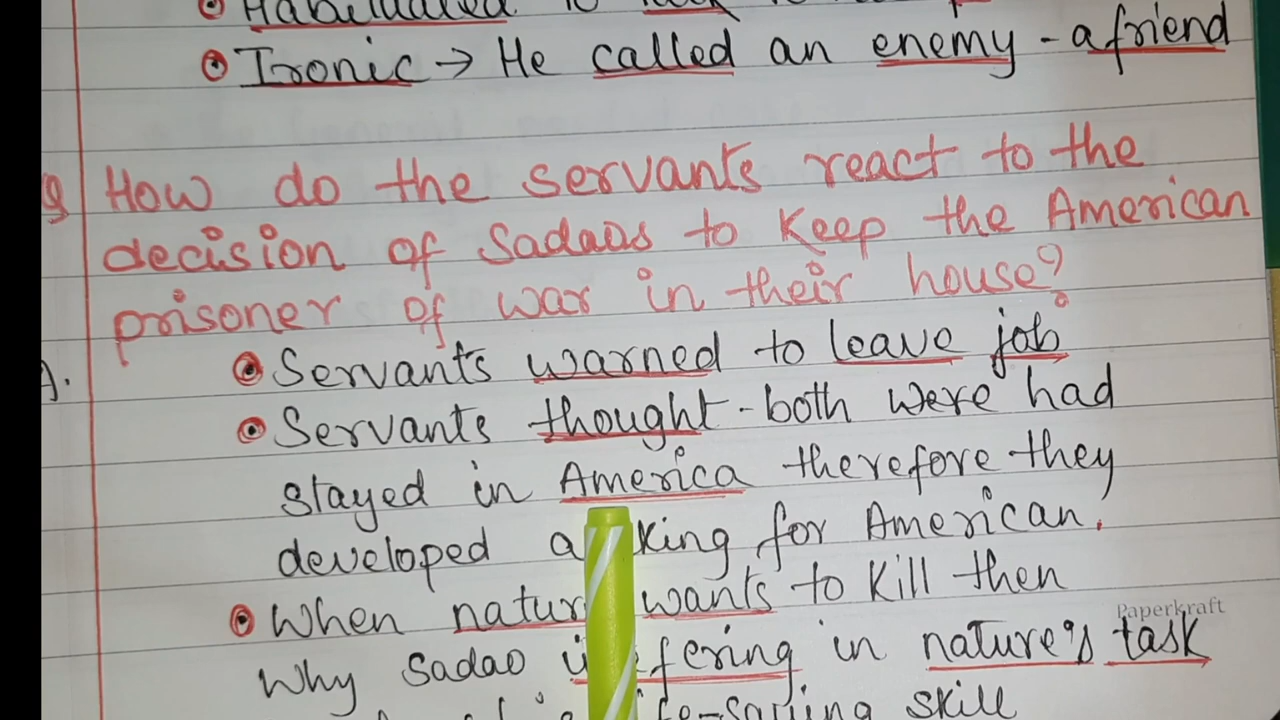 Habituated to
Ironic → He called an enemy - a friend
Q How do the servants react to the
decision of Sadaos to keep the American
prisoner of war in their house?
A. Servants warned to leave job
Servants thought - both were had
stayed in America therefore they
developed a king for American.
When natur wants to kill then
Paperkraft
Why sadao fering in nature's task
skill